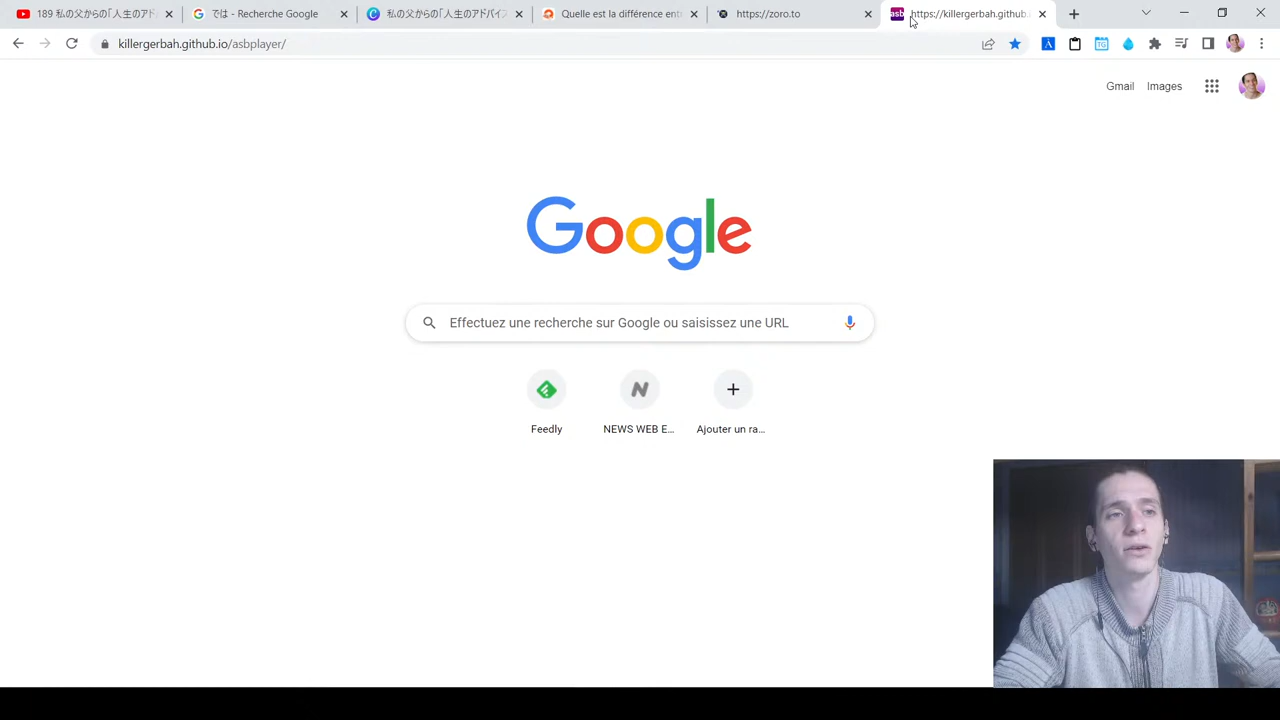 189 私の父からの「人生のアド
では - Recherche Google
私の父からの「人生のアドバイス
Quelle est la différence ent
https://zoro.to
asb
https://killergerbah.github.
killergerbah.github.io/asbplayer/
Gmail
Images
Google
Effectuez une recherche sur Google ou saisissez une URL
Feedly
NEWS WEB E...
Ajouter un ra...